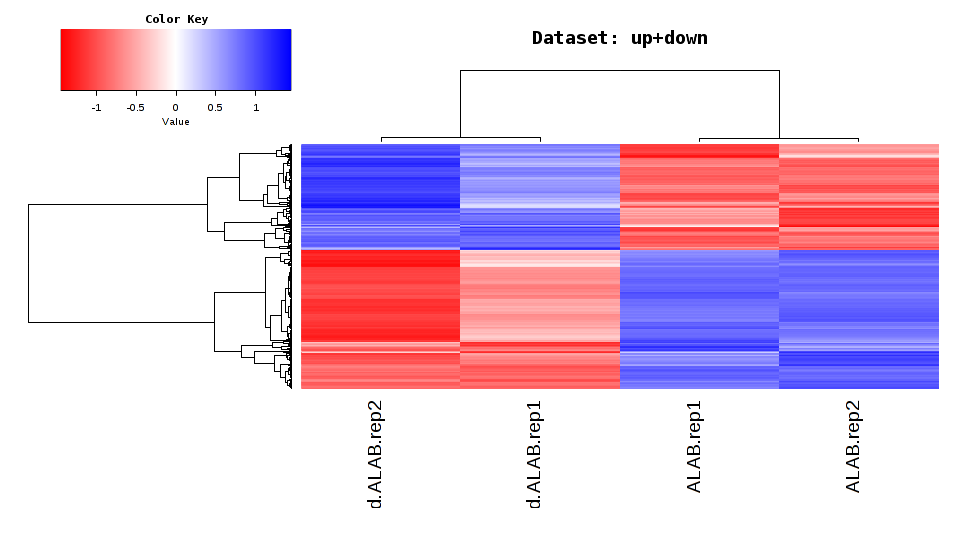 Color Key
-1 -0.5 0 0.5 1
Value
Dataset: up+down
d.ALAB.rep2
d.ALAB.rep1
ALAB.rep1
ALAB.rep2